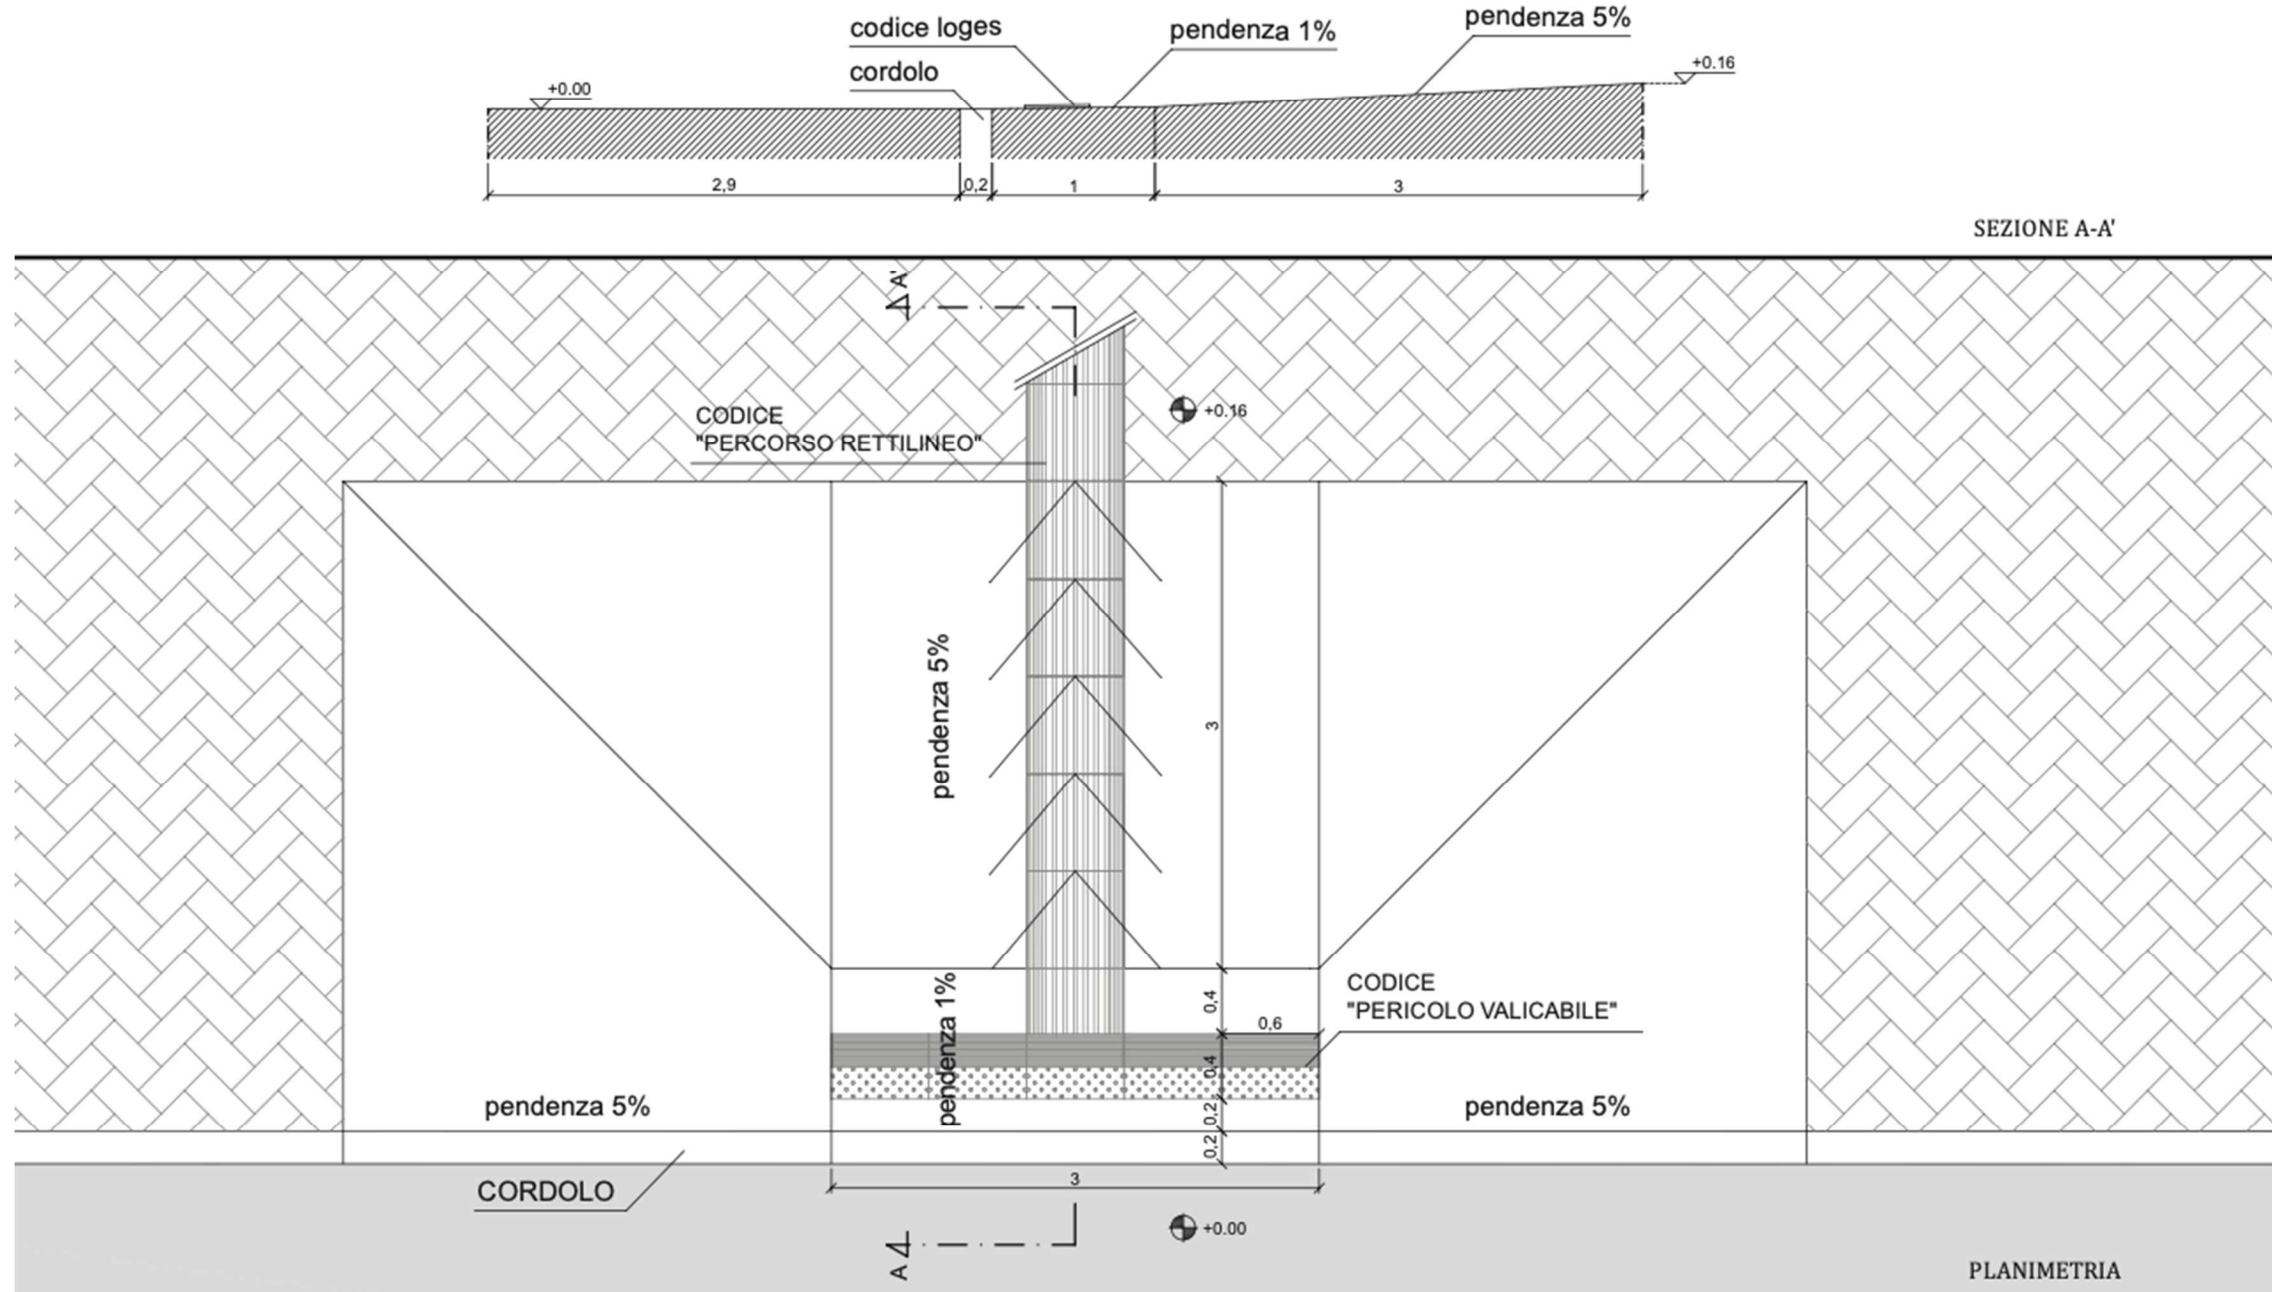 codice loges
pendenza 1%
pendenza 5%
cordolo
+0.00
+0.16
2,9
0,2
1
3
SEZIONE A-A'
A'
CODICE
"PERCORSO RETTILINEO"
+0.16
pendenza 5%
3
pendenza 1%
0,4
CODICE
"PERICOLO VALICABILE"
0,6
0,4
pendenza 5%
0,2
pendenza 5%
0,2
CORDOLO
3
A
+0.00
PLANIMETRIA